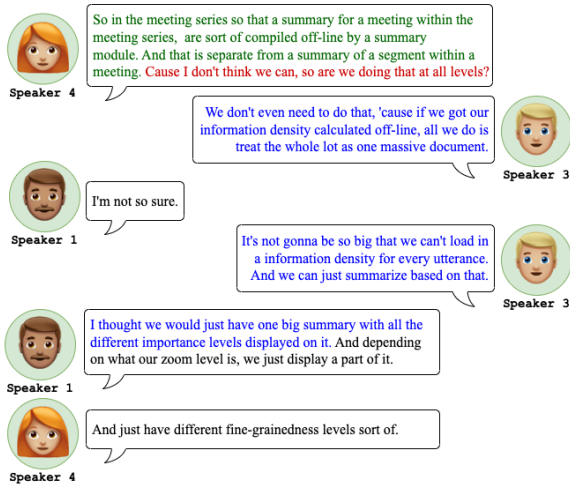 So in the meeting series so that a summary for a meeting within the
meeting series, are sort of compiled off-line by a summary
module. And that is separate from a summary of a segment within a
meeting. Cause I don't think we can, so are we doing that at all levels?
Speaker 4
We don't even need to do that, 'cause if we got our
information density calculated off-line, all we do is
treat the whole lot as one massive document.
Speaker 3
I'm not so sure.
Speaker 1
It's not gonna be so big that we can't load in
a information density for every utterance.
And we can just summarize based on that.
Speaker 3
I thought we would just have one big summary with all the
different importance levels displayed on it. And depending
on what our zoom level is, we just display a part of it.
Speaker 1
And just have different fine-grainedness levels sort of.
Speaker 4